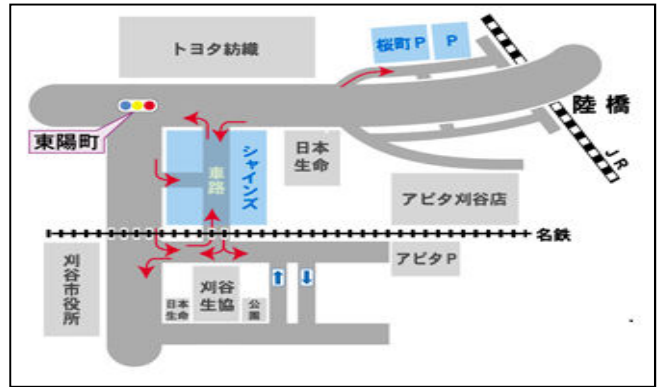 トヨタ紡織
桜町P
P
陸橋
東陽町
JR
シャインズ
車路
日本
生命
アピタ刈谷店
名鉄
刈谷市役所
アピタP
日本
生命
刈谷
生協
公園